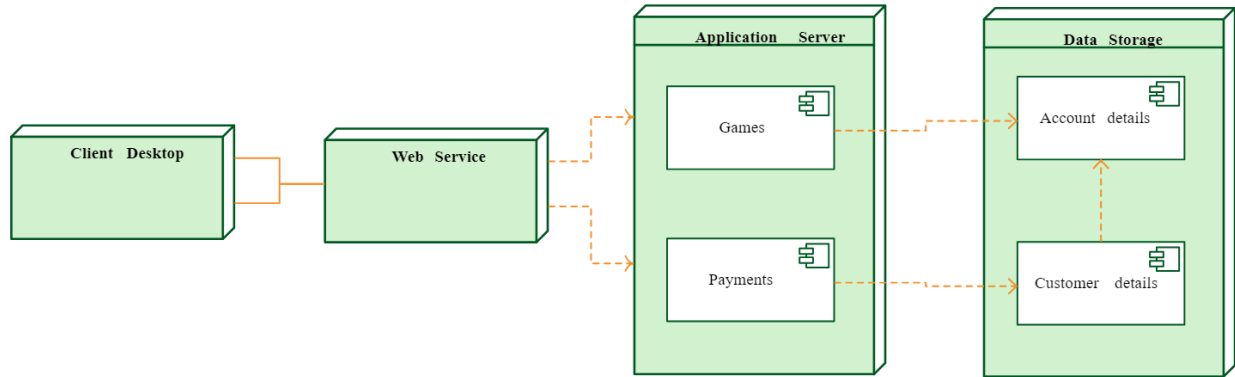 Client Desktop
Web Service
Application Server
Games
Payments
Data Storage
Account details
Customer details